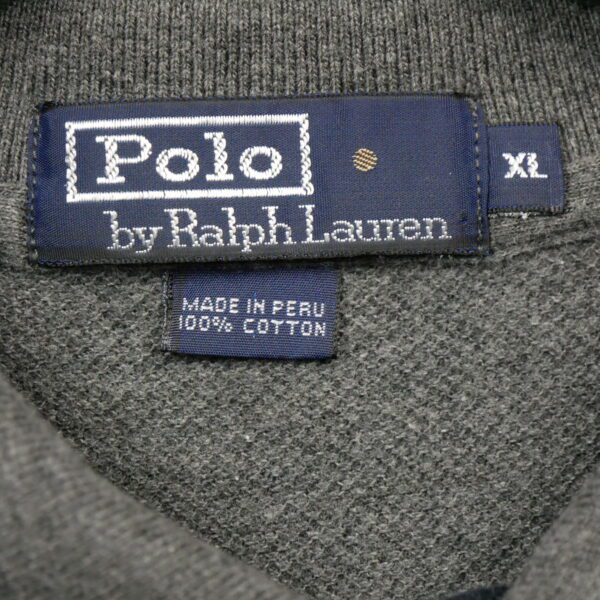 Polo
by Ralph Lauren
XL
MADE IN PERU
100% COTTON